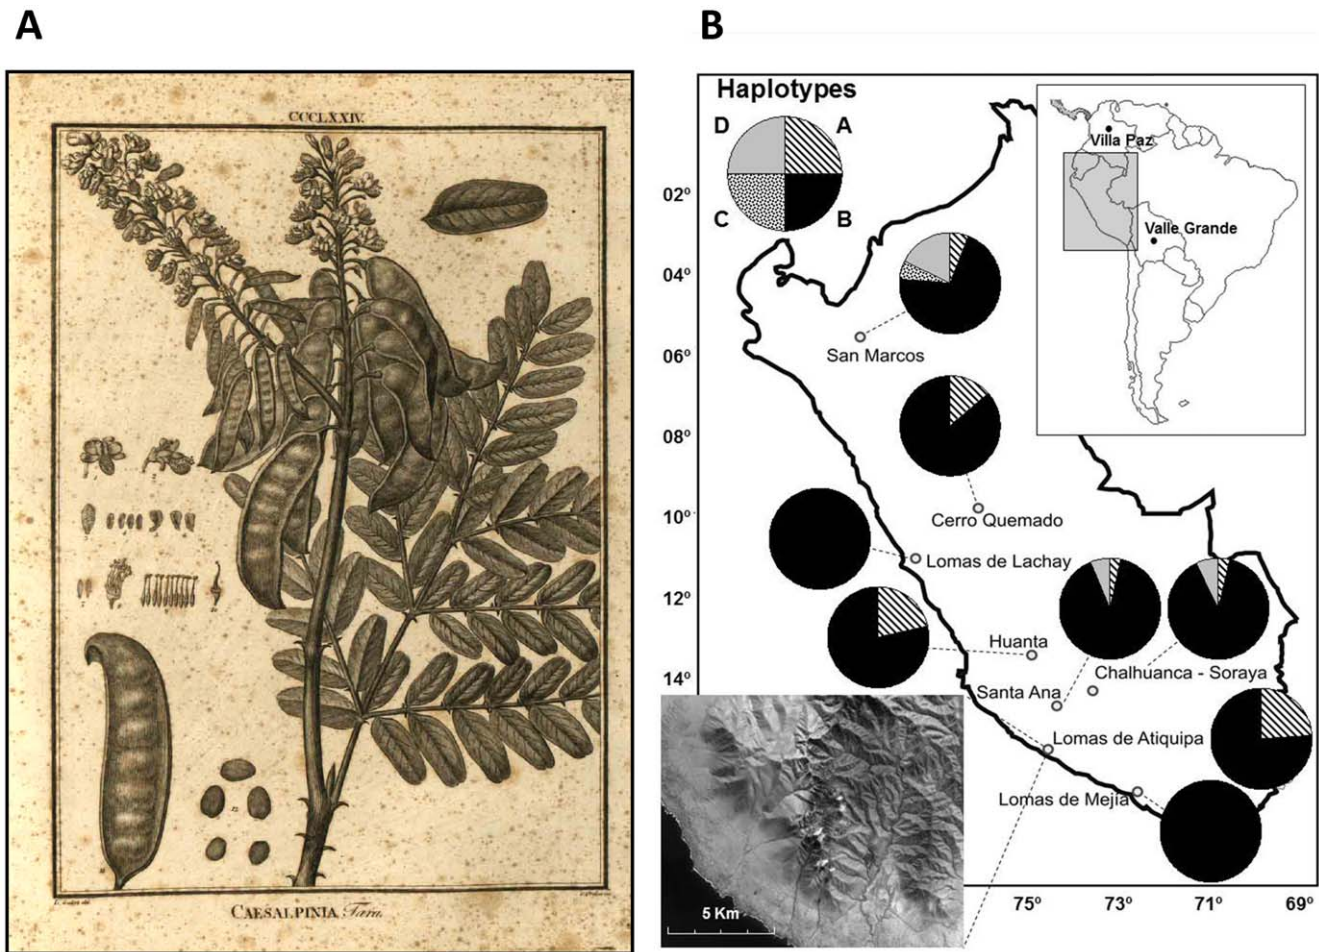 A
B
CCCLXXIV.
CAESALPINIA Tara.
Haplotypes
D
A
C
B
Villa Paz
Valle Grande
02º
04º
06º
08º
10º
12º
14º
San Marcos
Cerro Quemado
Lomas de Lachay
Huanta
Chalhuanca - Soraya
Santa Ana
Lomas de Atiquipa
Lomas de Mejía
5 Km
75º
73º
71º
69º